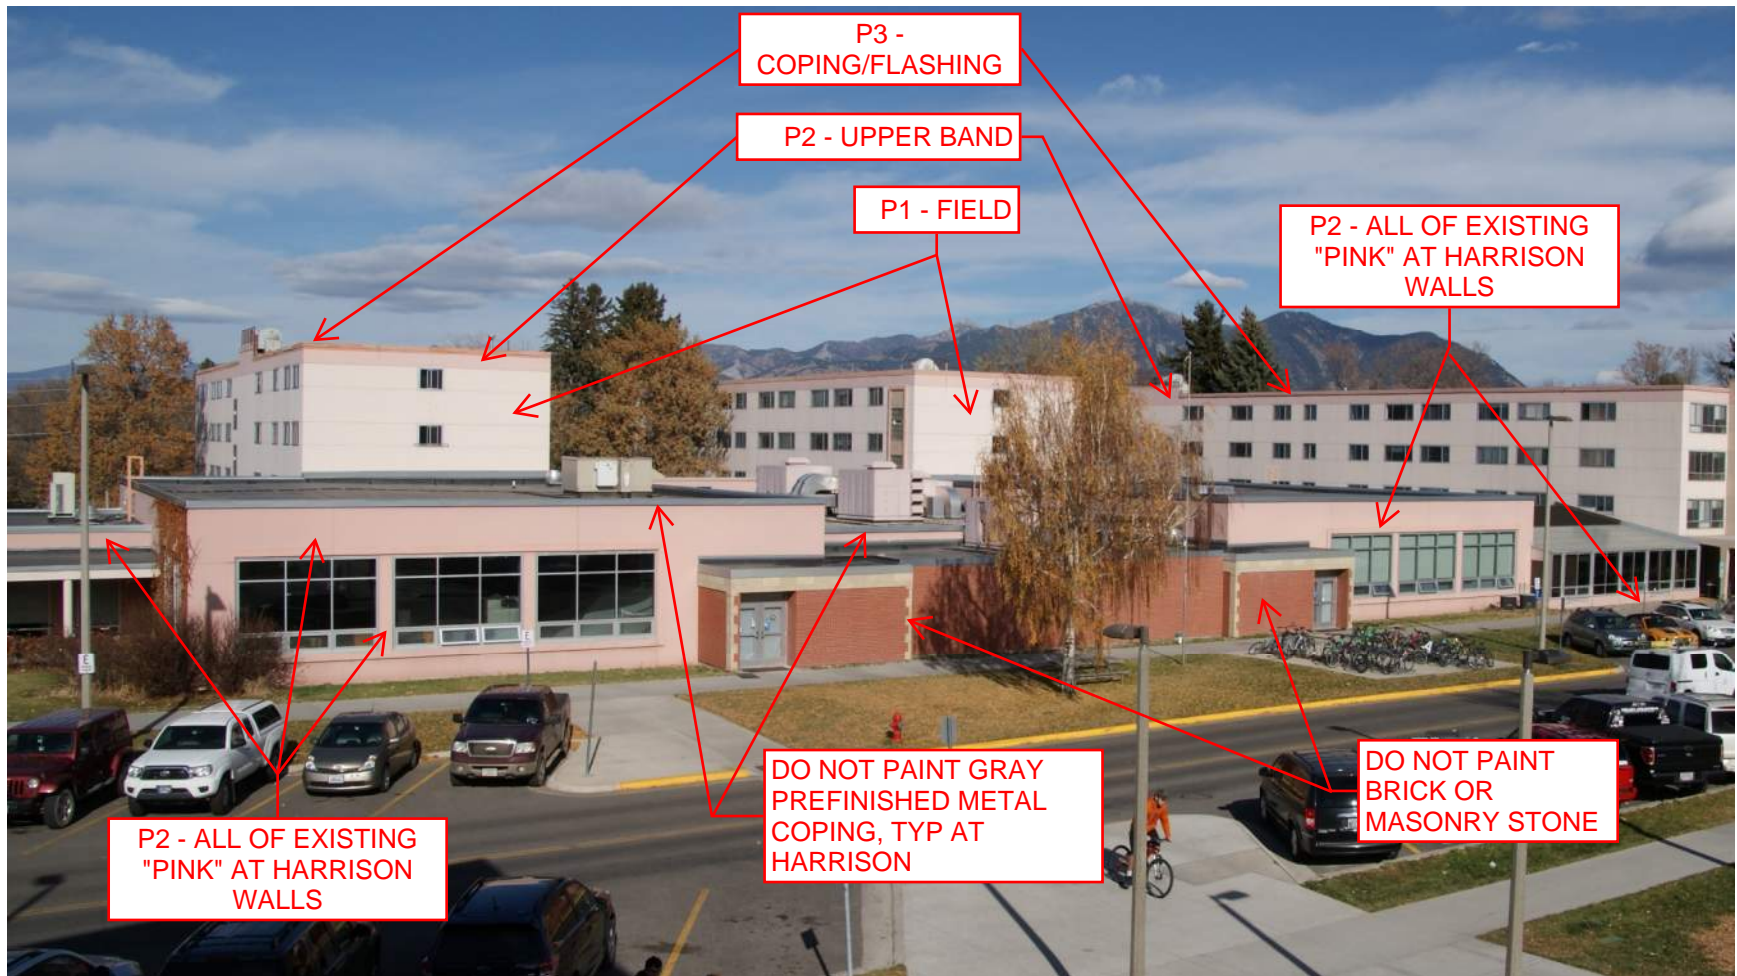 P3 -
COPING/FLASHING
P2 - UPPER BAND
P1 - FIELD
P2 - ALL OF EXISTING
"PINK" AT HARRISON
WALLS
DO NOT PAINT GRAY
PREFINISHED METAL
COPING, TYP AT
HARRISON
DO NOT PAINT
BRICK OR
MASONRY STONE
P2 - ALL OF EXISTING
"PINK" AT HARRISON
WALLS
E
E